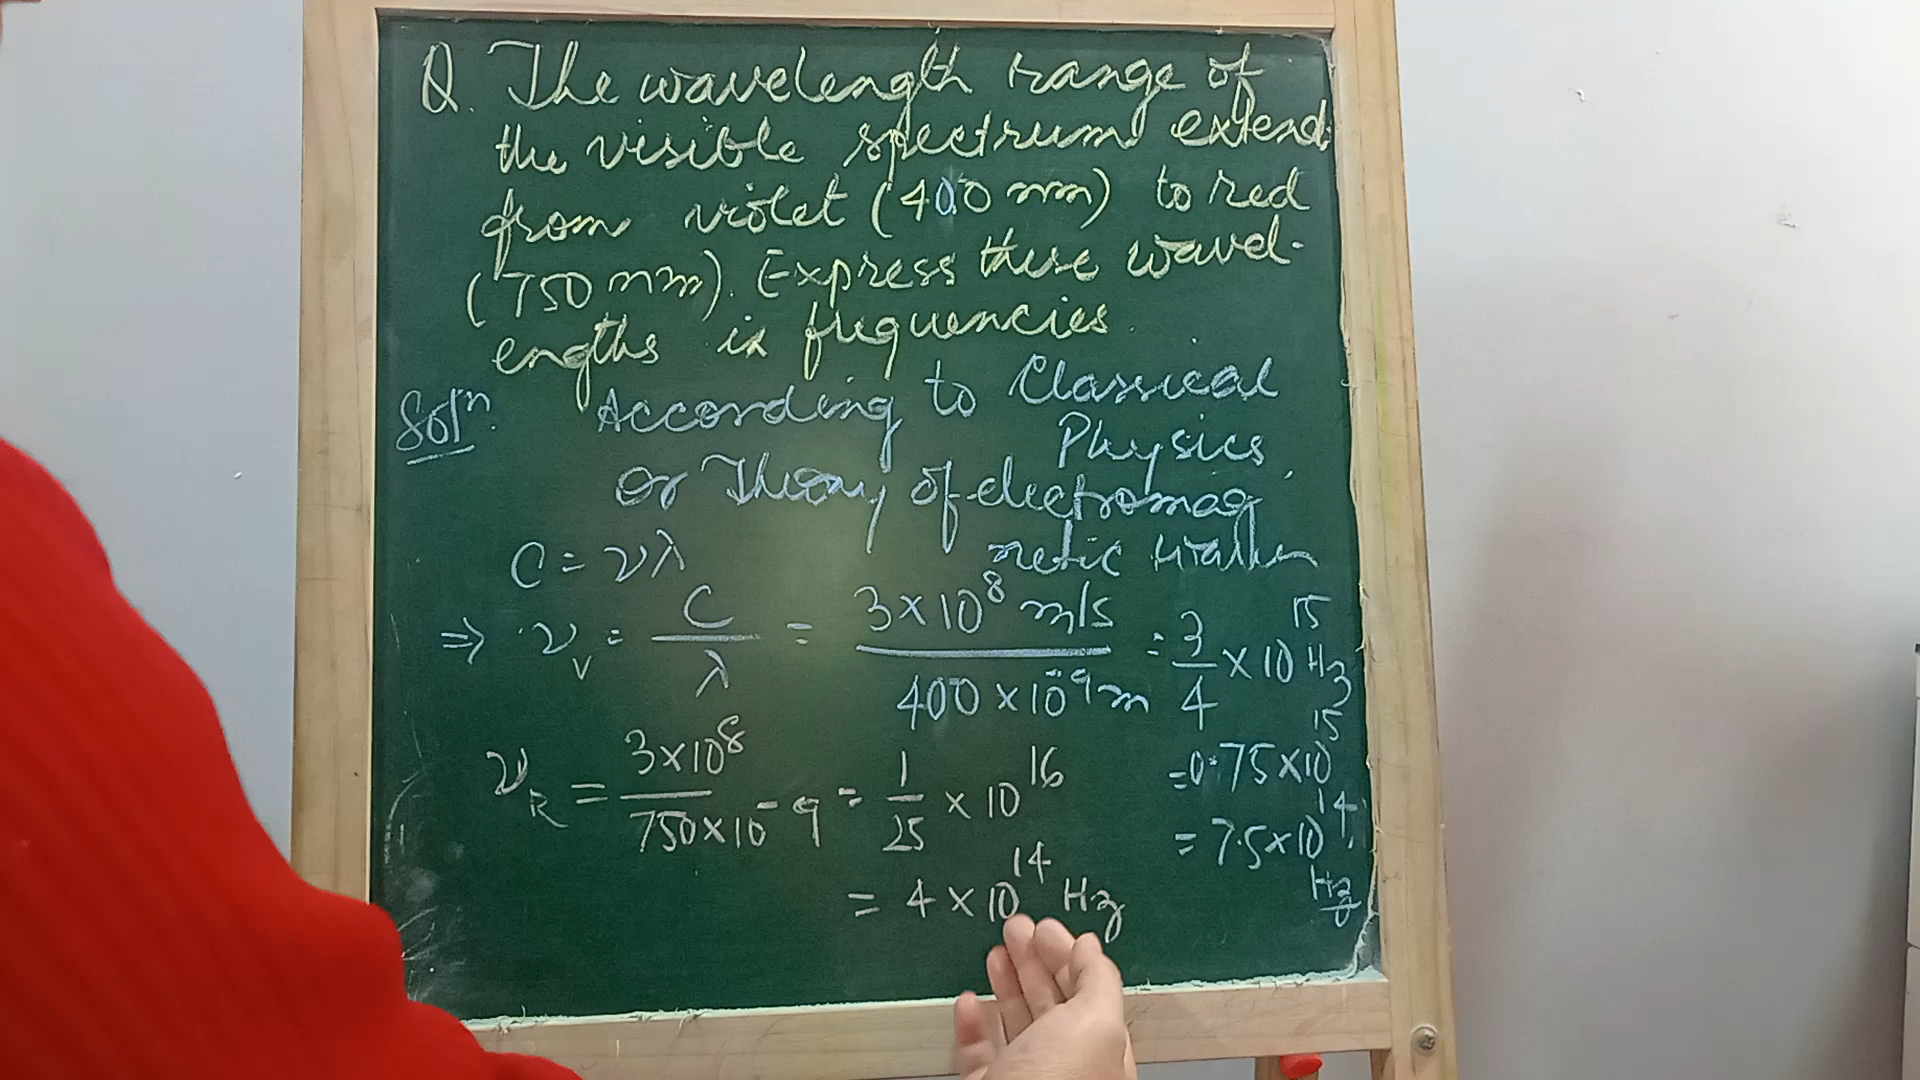 Q. The wavelength range of
the visible spectrum extend
from violet (400 nm) to red
(750 nm). Express these wavel-
engths in frequencies.
Solⁿ. According to Classical
Physics,
or Theory of electromag
netic
C = νλ
⇒ ν_V = C/λ = (3×10⁸ m/s)/(400×10⁻⁹ m) = 3/4 × 10¹⁵ Hz
= 0.75×10¹⁵
= 7.5×10¹⁴ Hz
ν_R = (3×10⁸)/(750×10⁻⁹) = 1/25 × 10¹⁶
= 4×10¹⁴ Hz